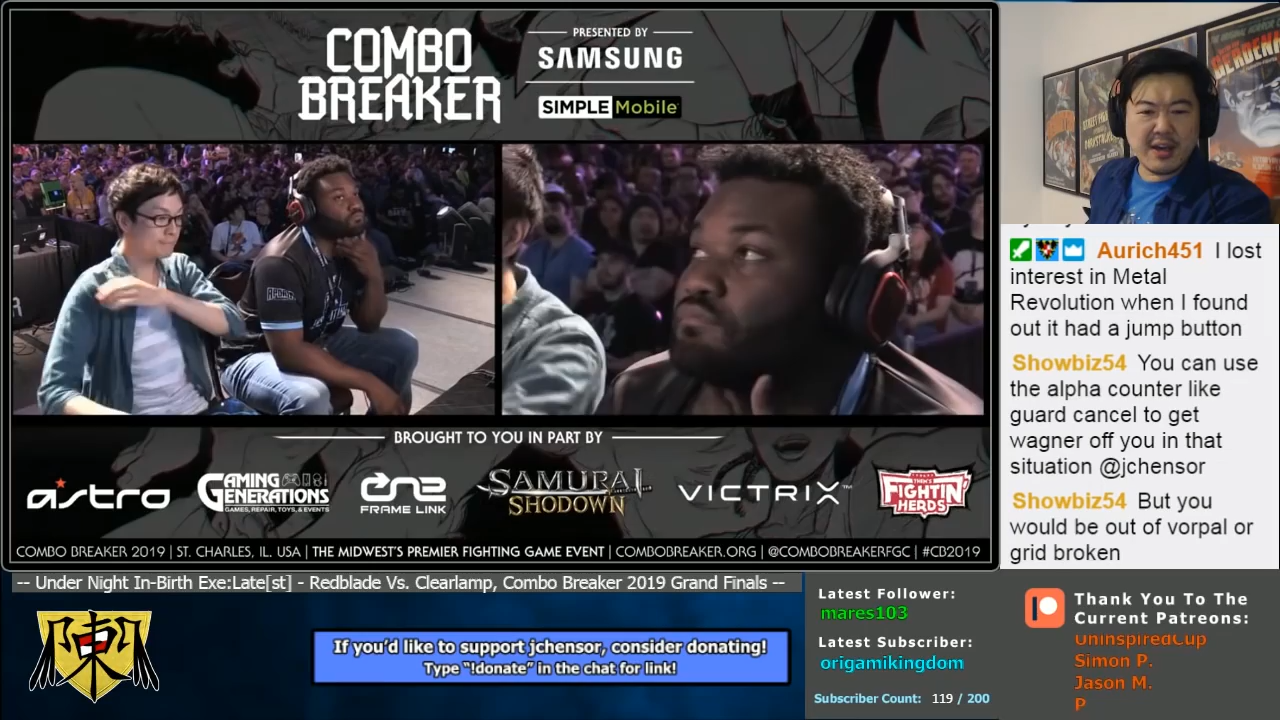 COMBO
BREAKER
PRESENTED BY
SAMSUNG
SIMPLE Mobile
BROUGHT TO YOU IN PART BY
astro
GAMING
GENERATIONS
GAMES, REPAIR, TOYS, & EVENTS
ONE
FRAME LINK
SAMURAI
SHODOWN
VICTRIX™
THEM'S
FIGHTIN'
HERDS
COMBO BREAKER 2019 | ST. CHARLES, IL. USA | THE MIDWEST'S PREMIER FIGHTING GAME EVENT | COMBOBREAKER.ORG | @COMBOBREAKERFGC | #CB2019
Aurich451 I lost
interest in Metal
Revolution when I found
out it had a jump button
Showbiz54 You can use
the alpha counter like
guard cancel to get
wagner off you in that
situation @jchensor
Showbiz54 But you
would be out of vorpal or
grid broken
-- Under Night In-Birth Exe:Late[st] - Redblade Vs. Clearlamp, Combo Breaker 2019 Grand Finals --
If you'd like to support jchensor, consider donating!
Type "!donate" in the chat for link!
Latest Follower:
mares103
Latest Subscriber:
origamikingdom
Subscriber Count: 119 / 200
Thank You To The
Current Patreons:
UninspiredCup
Simon P.
Jason M.
P